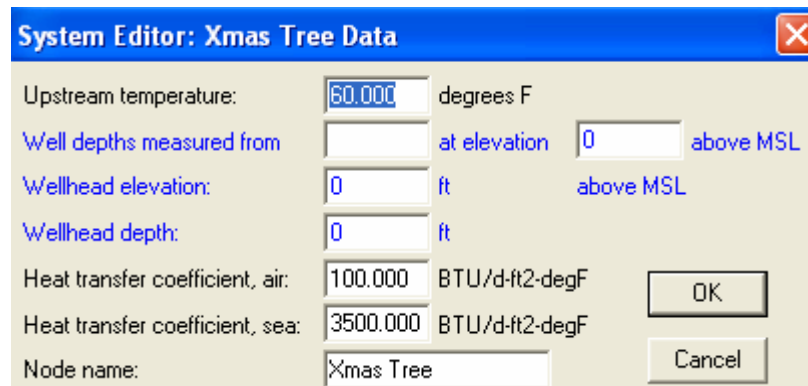 System Editor: Xmas Tree Data
Upstream temperature: 60.000 degrees F
Well depths measured from at elevation 0 above MSL
Wellhead elevation: 0 ft above MSL
Wellhead depth: 0 ft
Heat transfer coefficient, air: 100.000 BTU/d-ft2-degF
OK
Heat transfer coefficient, sea: 3500.000 BTU/d-ft2-degF
Node name: Xmas Tree
Cancel